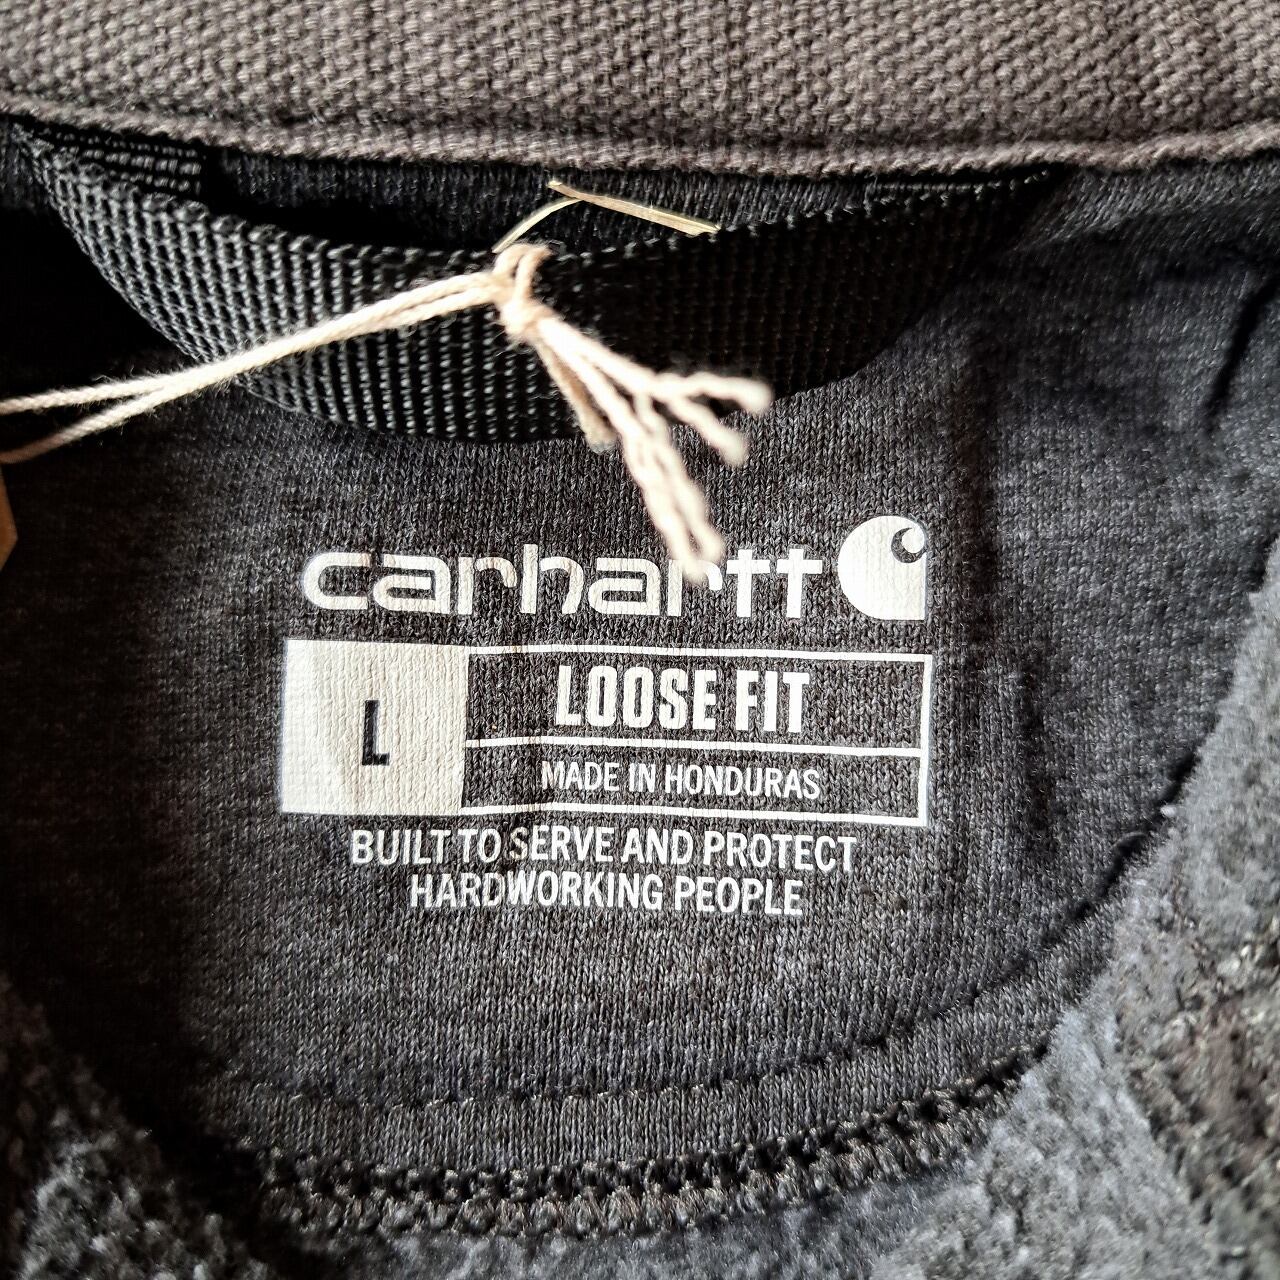 carhartt
L
LOOSE FIT
MADE IN HONDURAS
BUILT TO SERVE AND PROTECT
HARDWORKING PEOPLE